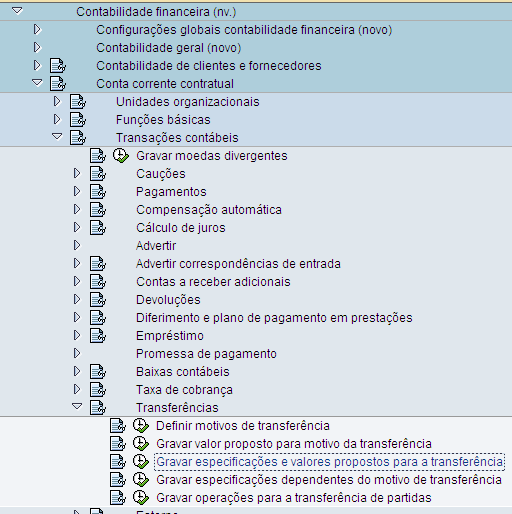 Contabilidade financeira (nv.)
Configurações globais contabilidade financeira (novo)
Contabilidade geral (novo)
Contabilidade de clientes e fornecedores
Conta corrente contratual
Unidades organizacionais
Funções básicas
Transações contábeis
Gravar moedas divergentes
Cauções
Pagamentos
Compensação automática
Cálculo de juros
Advertir
Advertir correspondências de entrada
Contas a receber adicionais
Devoluções
Diferimento e plano de pagamento em prestações
Empréstimo
Promessa de pagamento
Baixas contábeis
Taxa de cobrança
Transferências
Definir motivos de transferência
Gravar valor proposto para motivo da transferência
Gravar especificações e valores propostos para a transferência
Gravar especificações dependentes do motivo de transferência
Gravar operações para a transferência de partidas